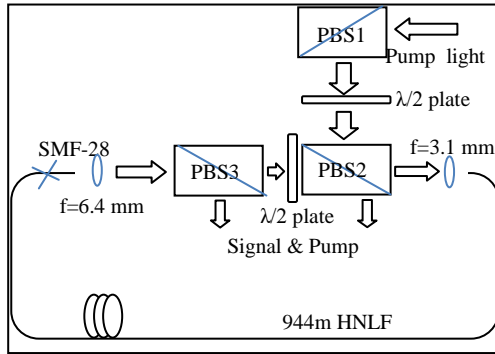 PBS1
Pump light
λ/2 plate
SMF-28
f=3.1 mm
PBS3
PBS2
f=6.4 mm
λ/2 plate
Signal & Pump
944m HNLF